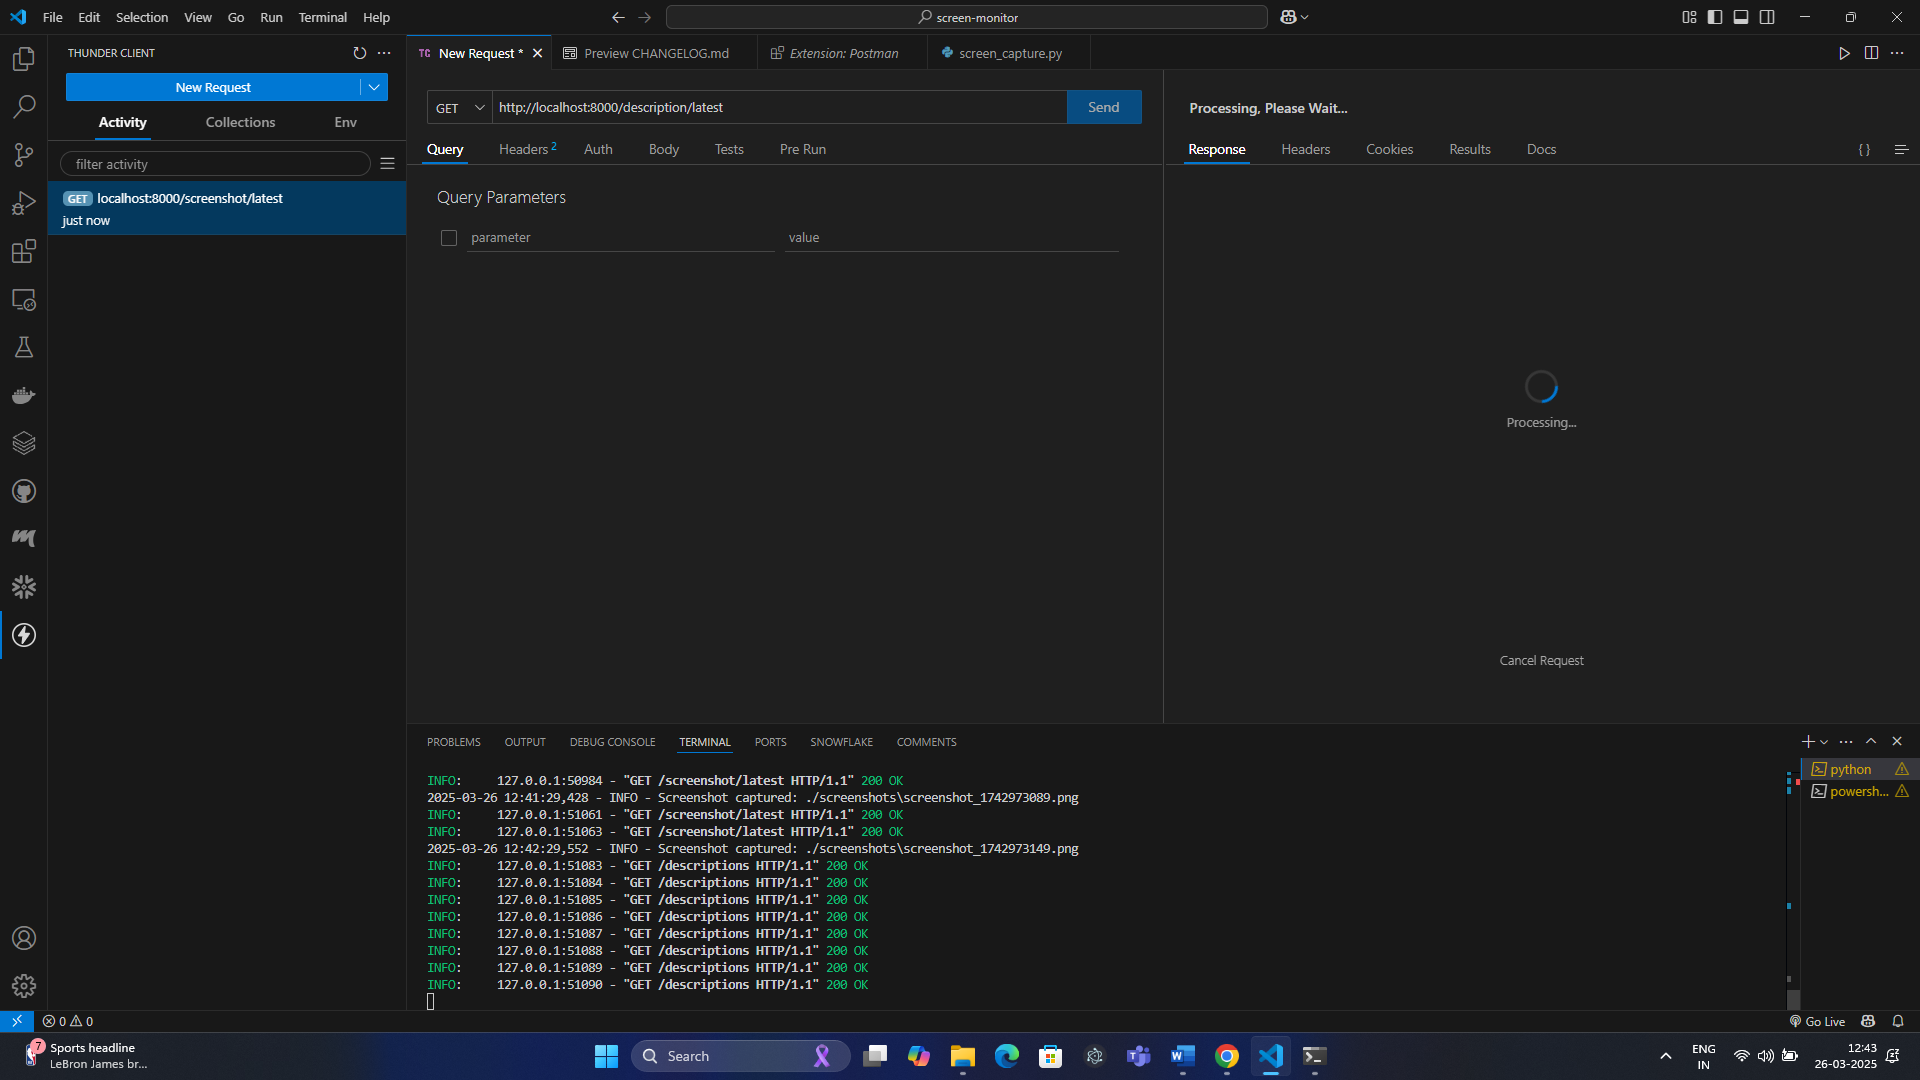 File Edit Selection View Go Run Terminal Help
screen-monitor
THUNDER CLIENT
New Request
Activity Collections Env
filter activity
GET localhost:8000/screenshot/latest
just now
TC New Request * Preview CHANGELOG.md Extension: Postman screen_capture.py
GET http://localhost:8000/description/latest Send
Query Headers 2 Auth Body Tests Pre Run
Query Parameters
parameter value
Processing, Please Wait...
Response Headers Cookies Results Docs { }
Processing...
Cancel Request
PROBLEMS OUTPUT DEBUG CONSOLE TERMINAL PORTS SNOWFLAKE COMMENTS
INFO: 127.0.0.1:50984 - "GET /screenshot/latest HTTP/1.1" 200 OK
2025-03-26 12:41:29,428 - INFO - Screenshot captured: ./screenshots\screenshot_1742973089.png
INFO: 127.0.0.1:51061 - "GET /screenshot/latest HTTP/1.1" 200 OK
INFO: 127.0.0.1:51063 - "GET /screenshot/latest HTTP/1.1" 200 OK
2025-03-26 12:42:29,552 - INFO - Screenshot captured: ./screenshots\screenshot_1742973149.png
INFO: 127.0.0.1:51083 - "GET /descriptions HTTP/1.1" 200 OK
INFO: 127.0.0.1:51084 - "GET /descriptions HTTP/1.1" 200 OK
INFO: 127.0.0.1:51085 - "GET /descriptions HTTP/1.1" 200 OK
INFO: 127.0.0.1:51086 - "GET /descriptions HTTP/1.1" 200 OK
INFO: 127.0.0.1:51087 - "GET /descriptions HTTP/1.1" 200 OK
INFO: 127.0.0.1:51088 - "GET /descriptions HTTP/1.1" 200 OK
INFO: 127.0.0.1:51089 - "GET /descriptions HTTP/1.1" 200 OK
INFO: 127.0.0.1:51090 - "GET /descriptions HTTP/1.1" 200 OK
python
powersh...
0 0
Go Live
7
Sports headline
LeBron James br...
Search
ENG
IN
12:43
26-03-2025